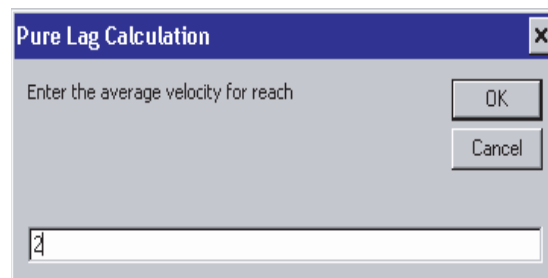 Pure Lag Calculation
Enter the average velocity for reach
OK
Cancel
2